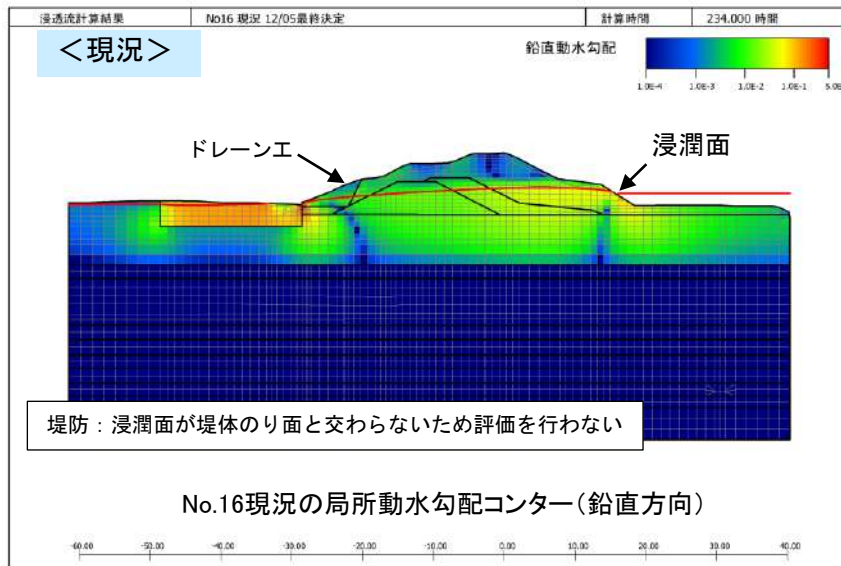 浸透流計算結果 No16 現況 12/05最終決定 計算時間 234.000 時間
＜現況＞
鉛直動水勾配
1.0E-4 1.0E-3 1.0E-2 1.0E-1 5.0E
ドレーン工
浸潤面
堤防：浸潤面が堤体のり面と交わらないため評価を行わない
No.16現況の局所動水勾配コンター（鉛直方向）
-60.00 -50.00 -40.00 -30.00 -20.00 -10.00 0.00 10.00 20.00 30.00 40.00